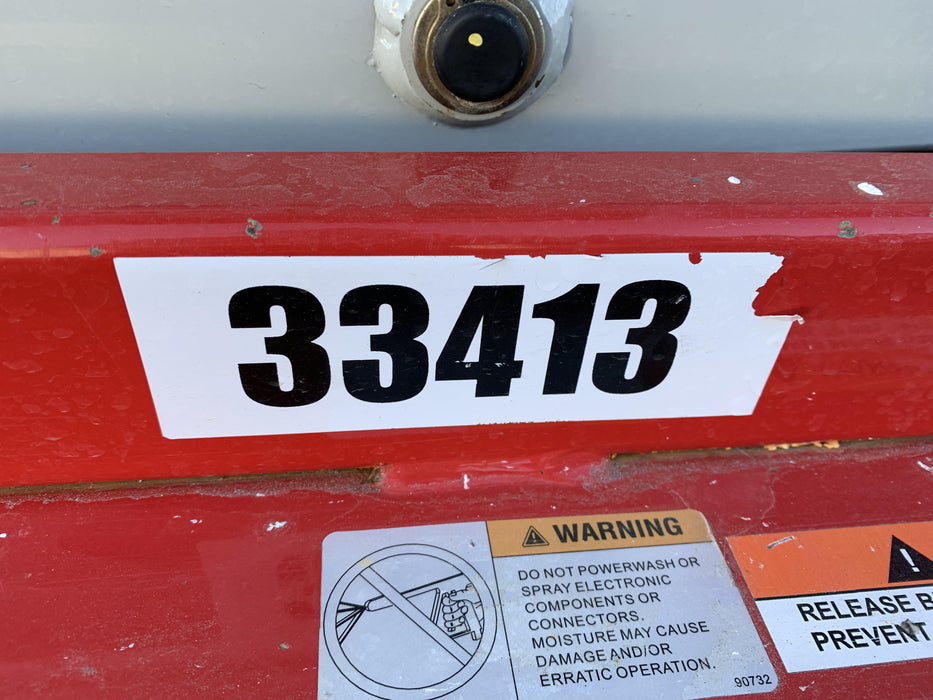 33413
WARNING
DO NOT POWERWASH OR
SPRAY ELECTRONIC
COMPONENTS OR
CONNECTORS.
MOISTURE MAY CAUSE
DAMAGE AND/OR
ERRATIC OPERATION.
90732
RELEASE B
PREVENT